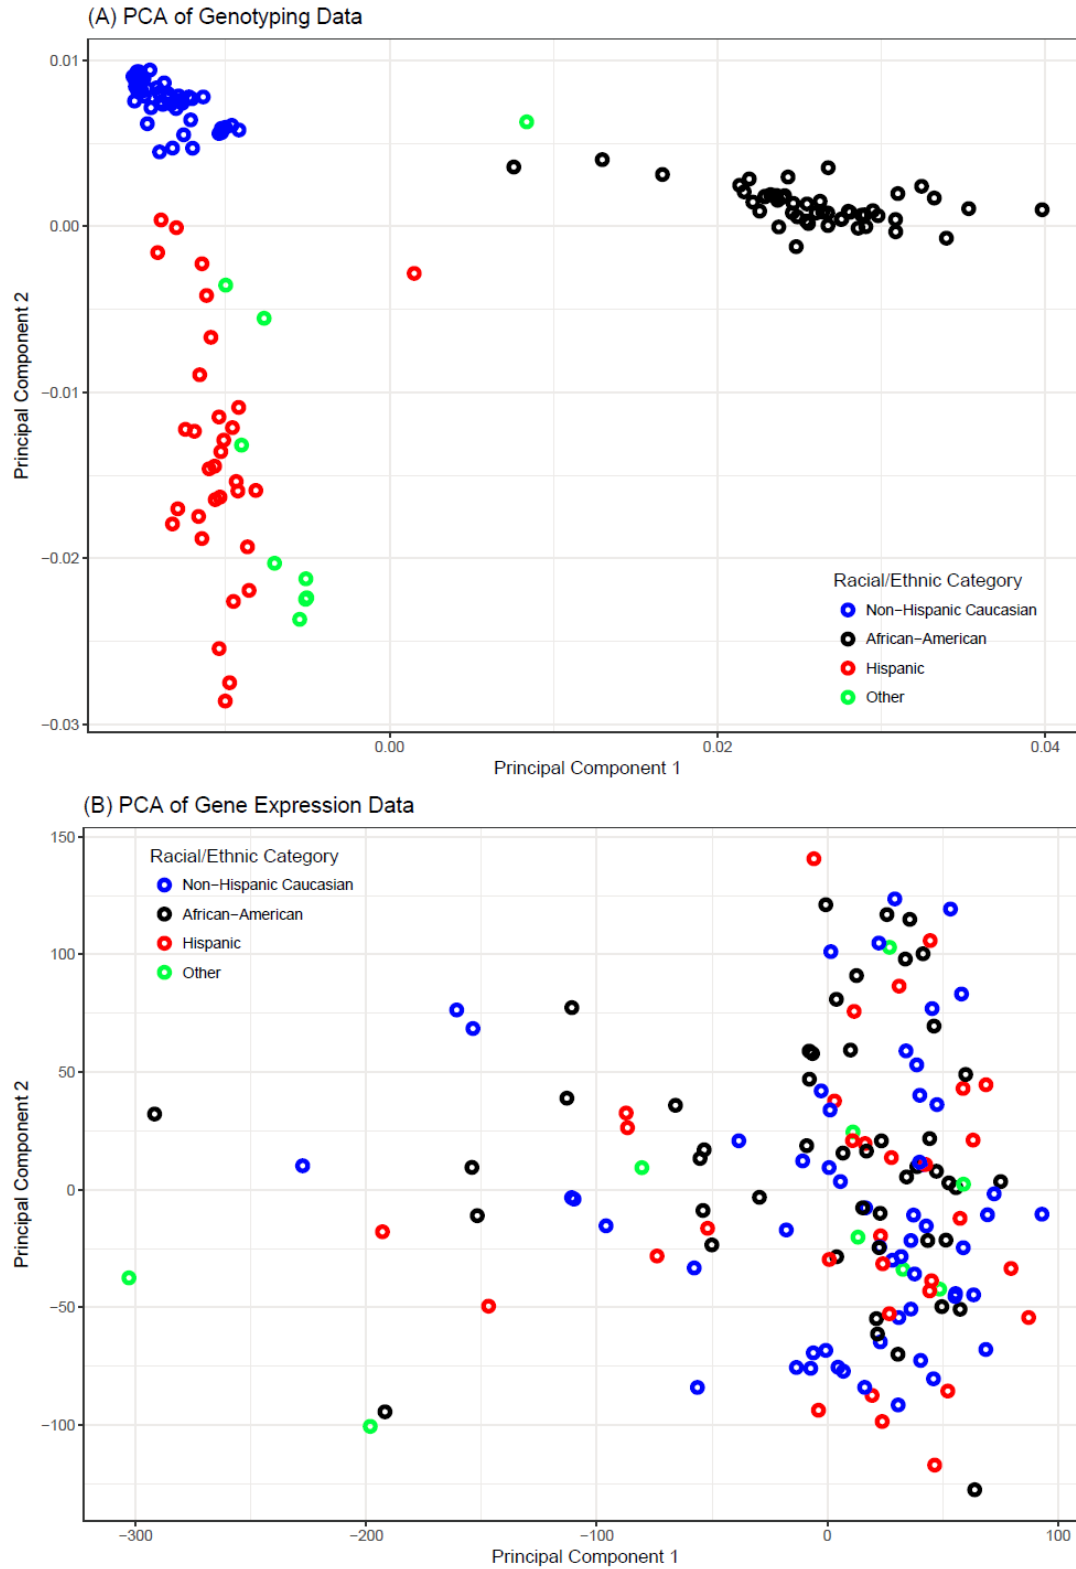 (A) PCA of Genotyping Data
0.01
0.00
−0.01
−0.02
−0.03
Principal Component 2
Racial/Ethnic Category
Non−Hispanic Caucasian
African−American
Hispanic
Other
0.00
0.02
0.04
Principal Component 1
(B) PCA of Gene Expression Data
150
100
50
0
−50
−100
Principal Component 2
Racial/Ethnic Category
Non−Hispanic Caucasian
African−American
Hispanic
Other
−300
−200
−100
0
100
Principal Component 1